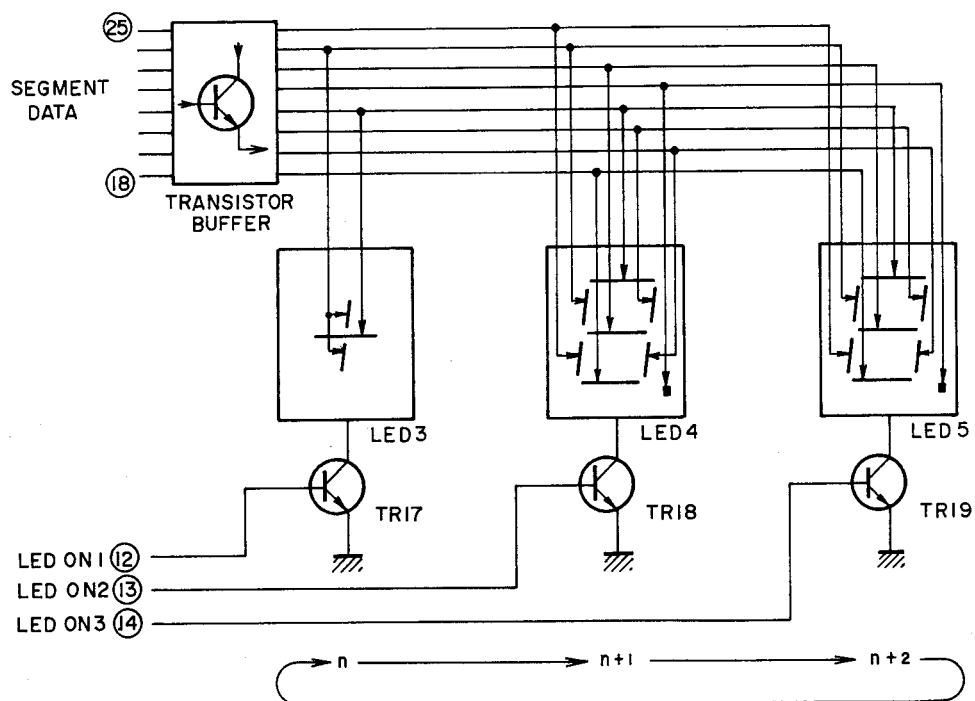 25
SEGMENT
DATA
18
TRANSISTOR
BUFFER
LED3
LED4
LED5
TR17
TR18
TR19
LED ON1 12
LED ON2 13
LED ON3 14
n
n+1
n+2